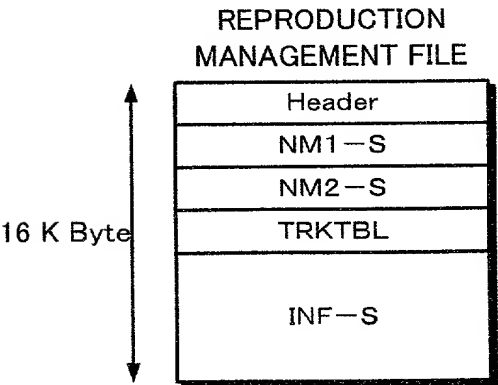 REPRODUCTION
MANAGEMENT FILE
Header
NM1-S
NM2-S
16 K Byte
TRKTBL
INF-S